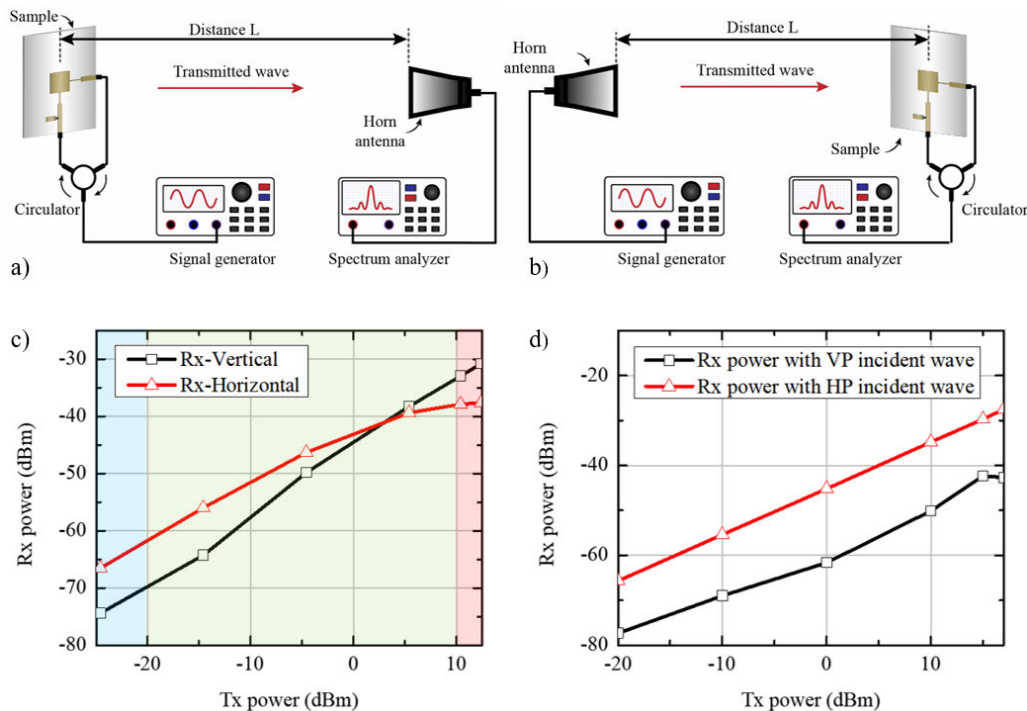 Sample
Distance L
Transmitted wave
Horn
antenna
Circulator
Signal generator
Spectrum analyzer
a)
Horn
antenna
Distance L
Transmitted wave
Sample
Circulator
Signal generator
Spectrum analyzer
b)
c)
Rx-Vertical
Rx-Horizontal
-30
-40
-50
-60
-70
-80
Rx power (dBm)
-20
-10
0
10
Tx power (dBm)
d)
Rx power with VP incident wave
Rx power with HP incident wave
-20
-40
-60
-80
Rx power (dBm)
-20
-10
0
10
Tx power (dBm)